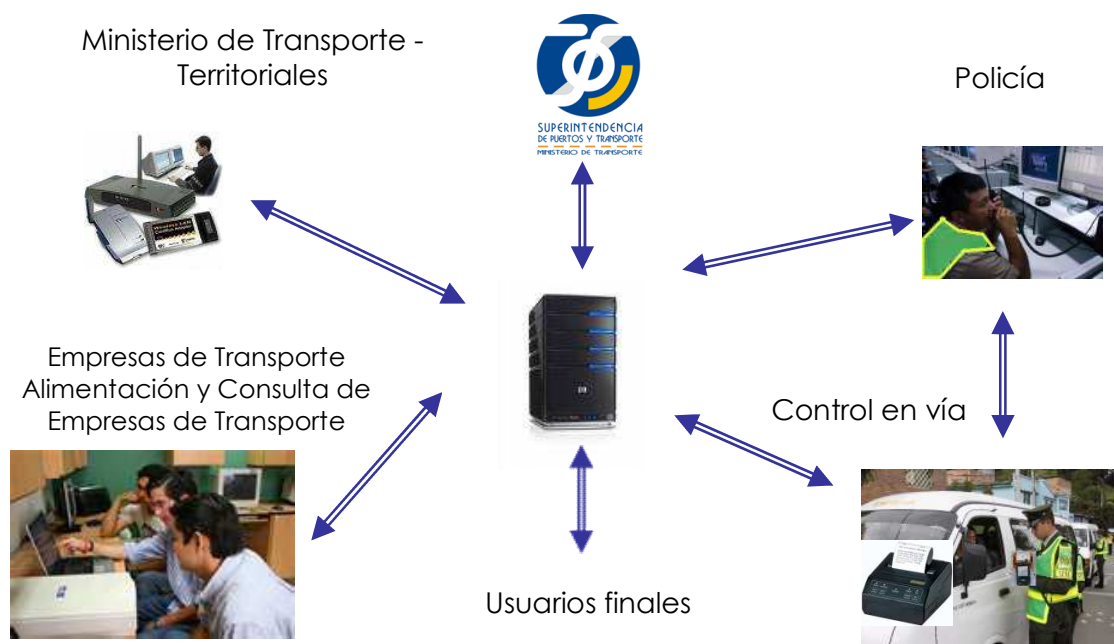 Ministerio de Transporte -
Territoriales
SUPERINTENDENCIA
DE PUERTOS Y TRANSPORTE
MINISTERIO DE TRANSPORTE
Policía
Empresas de Transporte
Alimentación y Consulta de
Empresas de Transporte
Control en vía
Usuarios finales